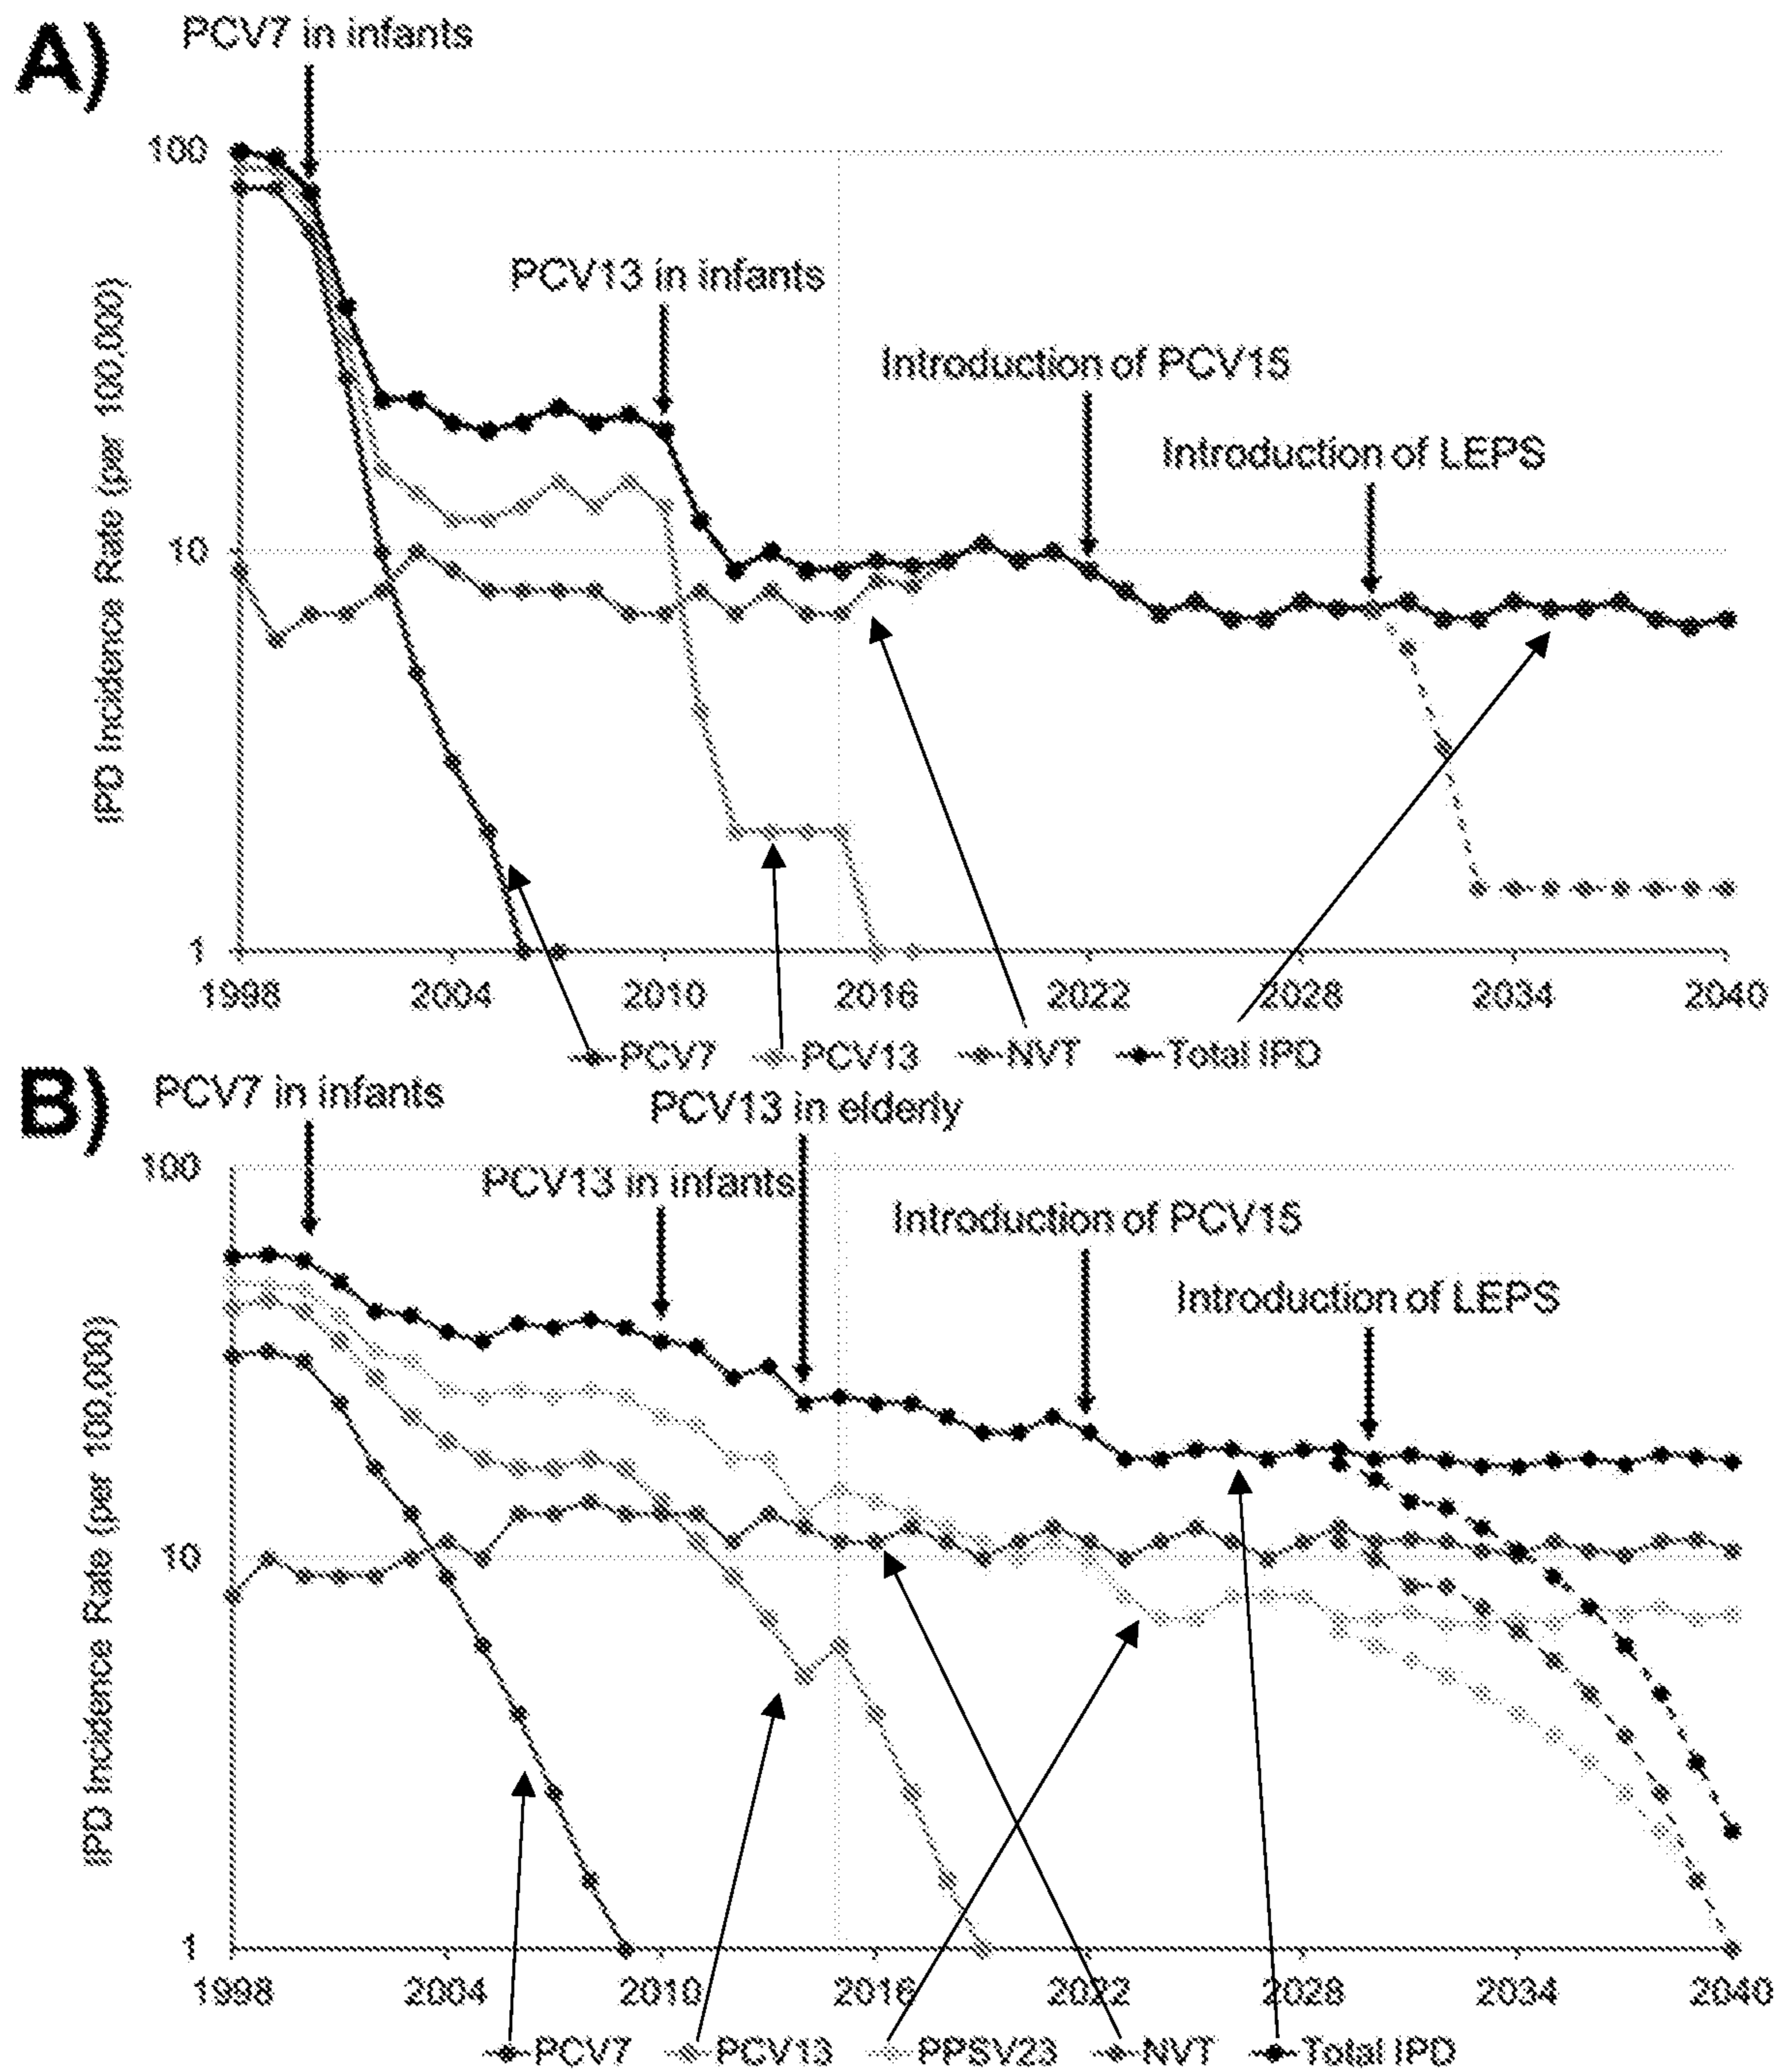 A)
PCV7 in infants
100
PCV13 in infants
Introduction of PCV15
Introduction of LEPS
10
IPD Incidence Rate (per 100,000)
1
1998 2004 2010 2016 2022 2028 2034 2040
PCV7 PCV13 NVT Total IPD
B)
PCV7 in infants
PCV13 in elderly
100
PCV13 in infants
Introduction of PCV15
Introduction of LEPS
10
IPD Incidence Rate (per 100,000)
1
1998 2004 2010 2016 2022 2028 2034 2040
PCV7 PCV13 PPSV23 NVT Total IPD